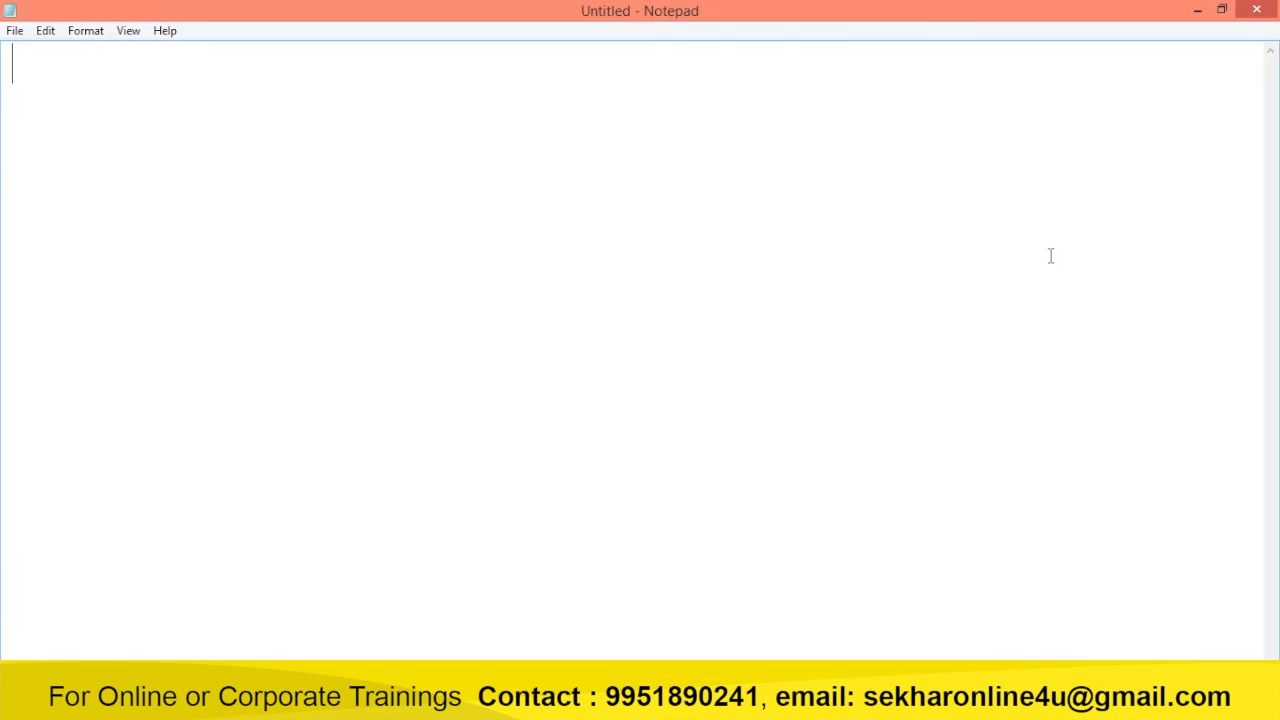 Untitled - Notepad
File Edit Format View Help
For Online or Corporate Trainings Contact : 9951890241, email: sekharonline4u@gmail.com